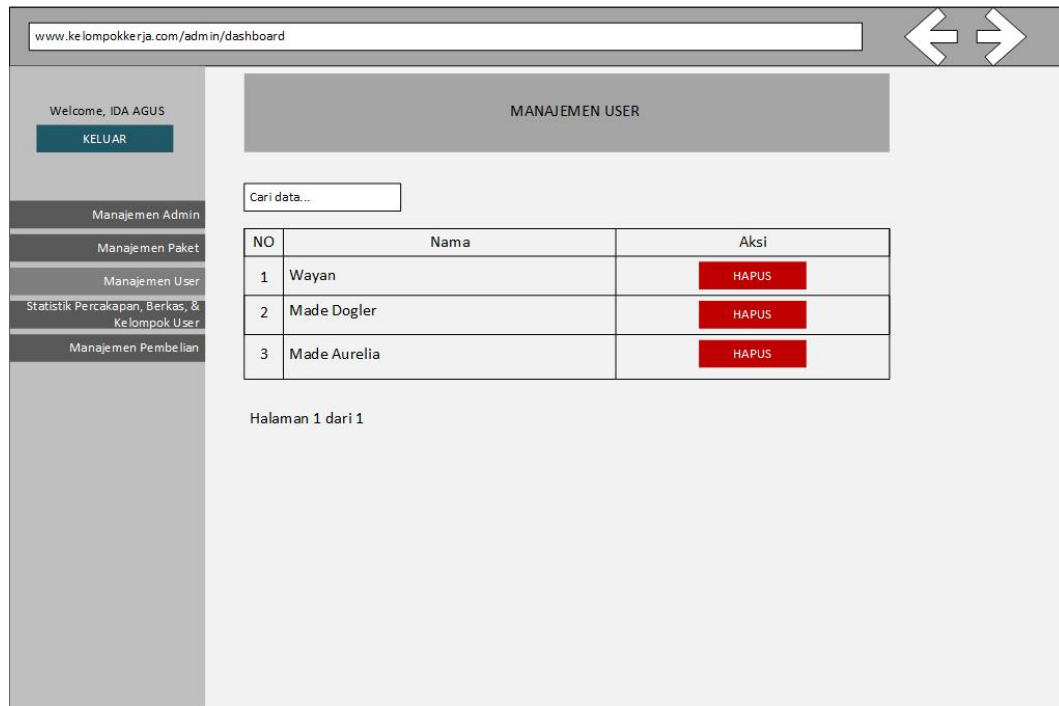 www.kelompokkerja.com/admin/dashboard
Welcome, IDA AGUS
KELUAR
Manajemen Admin
Manajemen Paket
Manajemen User
Statistik Percakapan, Berkas, &
Kelompok User
Manajemen Pembelian
MANAJEMEN USER
Cari data...
NO Nama Aksi
1 Wayan HAPUS
2 Made Dogler HAPUS
3 Made Aurelia HAPUS
Halaman 1 dari 1